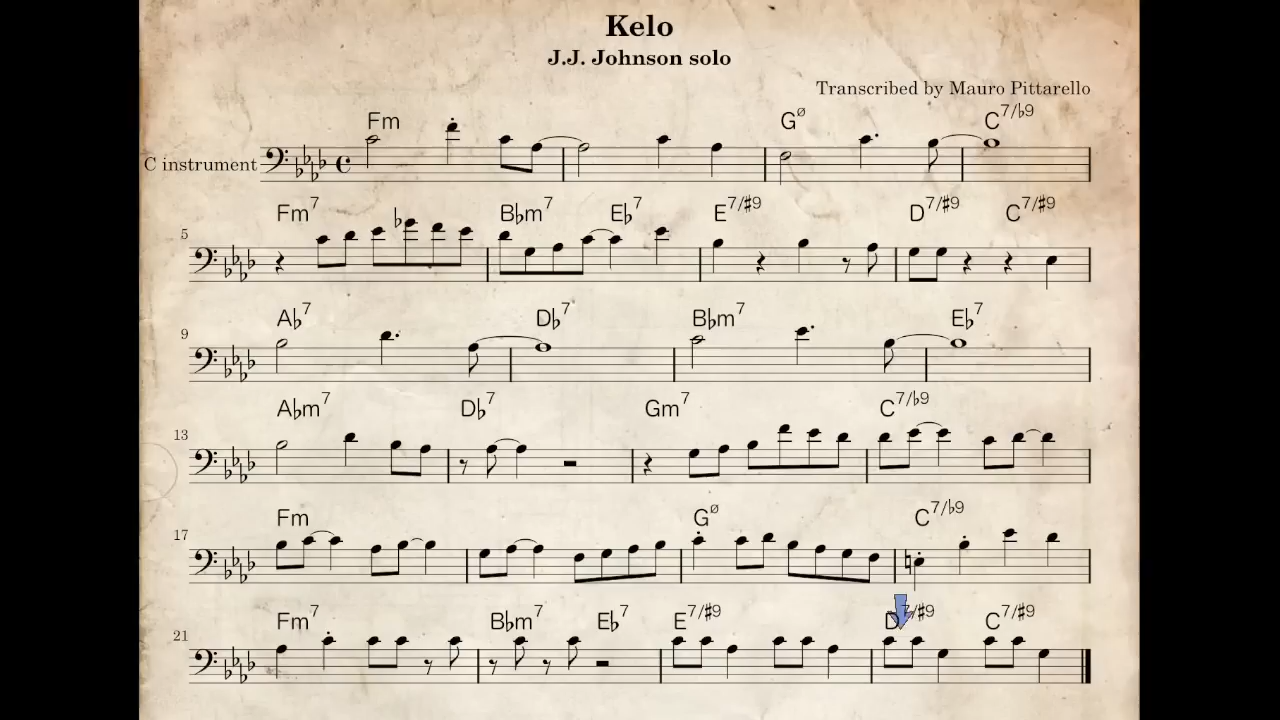 Kelo
J.J. Johnson solo
Transcribed by Mauro Pittarello
Fm Gø C7/♭9
C instrument
Fm7 B♭m7 E♭7 E7/♯9 D7/♯9 C7/♯9
5
A♭7 D♭7 B♭m7 E♭7
9
A♭m7 D♭7 Gm7 C7/♭9
13
Fm Gø C7/♭9
17
Fm7 B♭m7 E♭7 E7/♯9 D7/♯9 C7/♯9
21